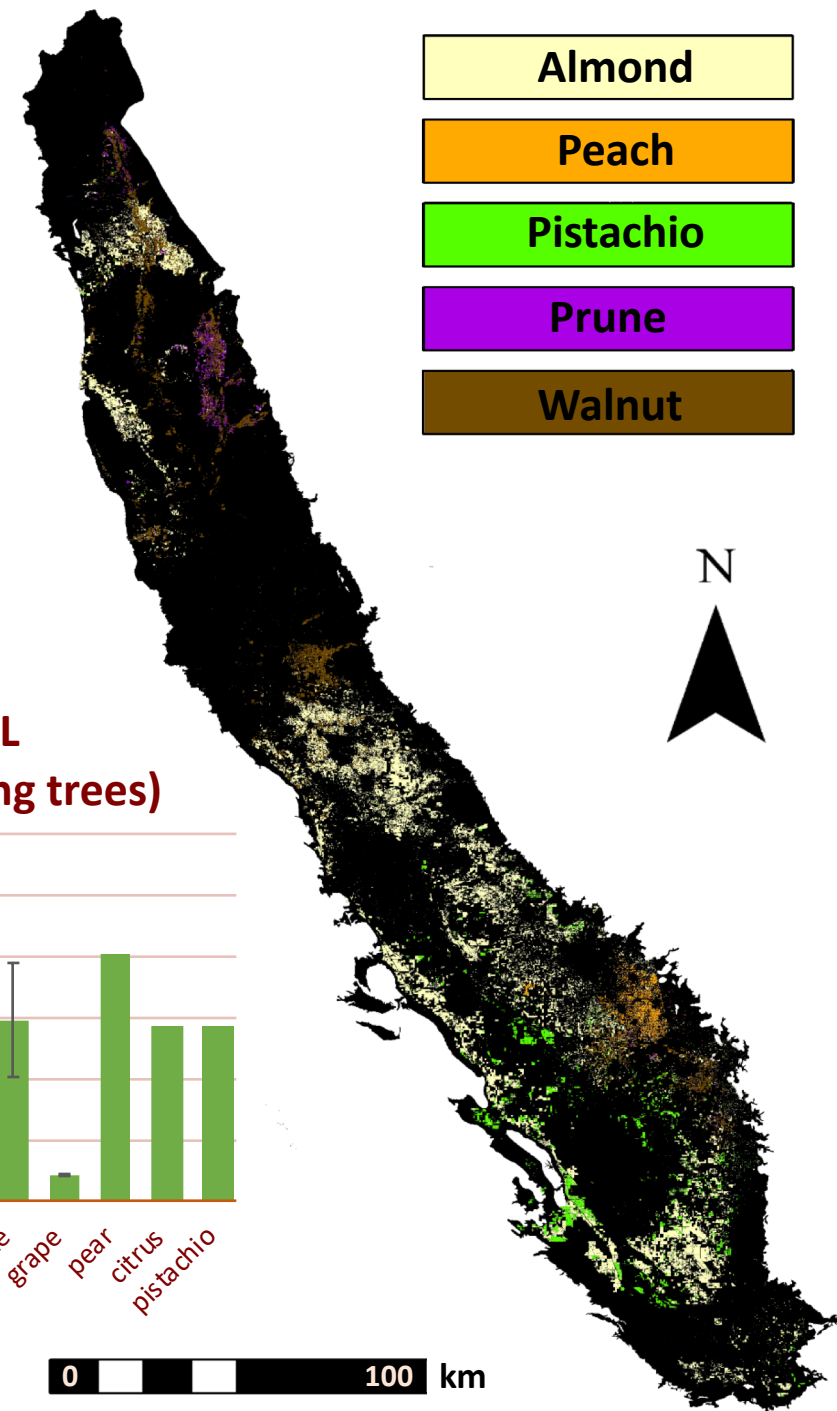 Almond
Peach
Pistachio
Prune
Walnut
N
L
ng trees)
e
grape
pear
citrus
pistachio
0 100 km